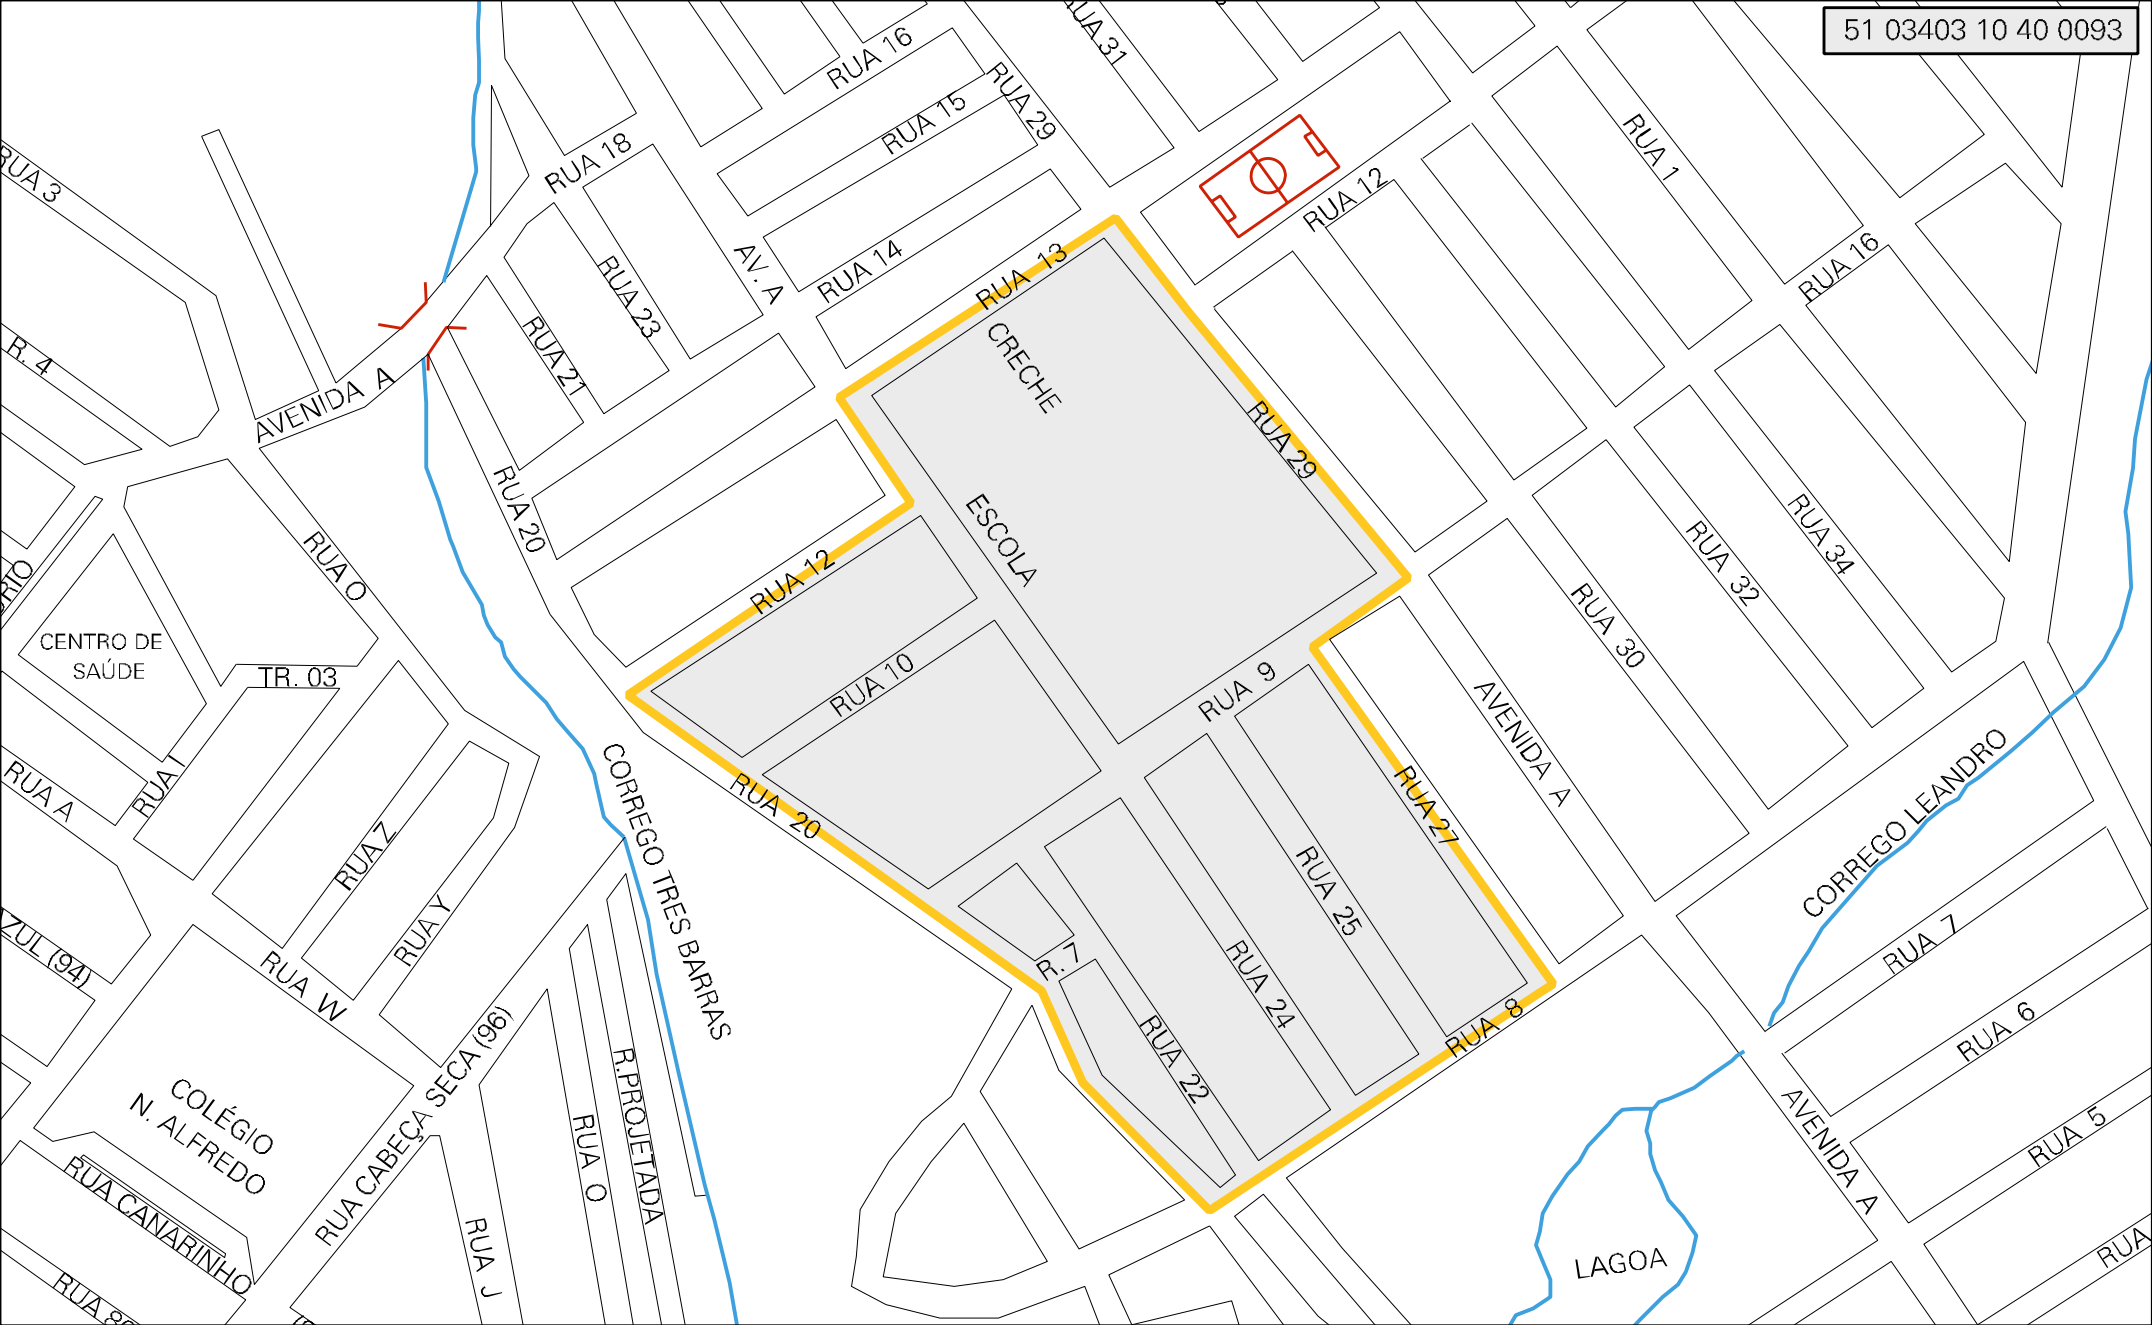 51 03403 10 40 0093
RUA 31
RUA 16
RUA 29
RUA 15
RUA 18
RUA 1
RUA 3
RUA 12
RUA 16
AV. A
RUA 14
RUA 13
RUA 23
RUA 21
R. 4
AVENIDA A
CRECHE
RUA 29
RUA 20
ESCOLA
RUA 34
RUA 32
RUA O
RUA 12
RUA 30
CENTRO DE
SAÚDE
TR. 03
RUA 10
RUA 9
AVENIDA A
RUA I
RUA A
RUA 20
RUA 27
CORREGO LEANDRO
CORREGO TRES BARRAS
RUA Z
RUA Y
RUA 25
RUA 7
AZUL (94)
RUA W
R. 7
RUA 24
RUA 8
RUA 6
RUA 22
RUA CABEÇA SECA (96)
R.PROJETADA
RUA O
COLÉGIO
N. ALFREDO
RUA 5
AVENIDA A
RUA CANARINHO
RUA J
LAGOA
RUA
RUA